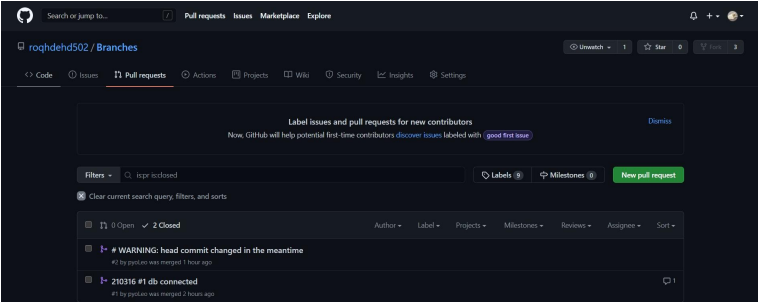 Search or jump to... / Pull requests Issues Marketplace Explore
roqhdehd502 / Branches Unwatch 1 Star 0 Fork 3
<> Code Issues Pull requests Actions Projects Wiki Security Insights Settings
Label issues and pull requests for new contributors Dismiss
Now, GitHub will help potential first-time contributors discover issues labeled with good first issue
Filters is:pr is:closed Labels 9 Milestones 0 New pull request
Clear current search query, filters, and sorts
0 Open 2 Closed Author Label Projects Milestones Reviews Assignee Sort
# WARNING: head commit changed in the meantime
#2 by pyoLeo was merged 1 hour ago
210316 #1 db connected 1
#1 by pyoLeo was merged 2 hours ago